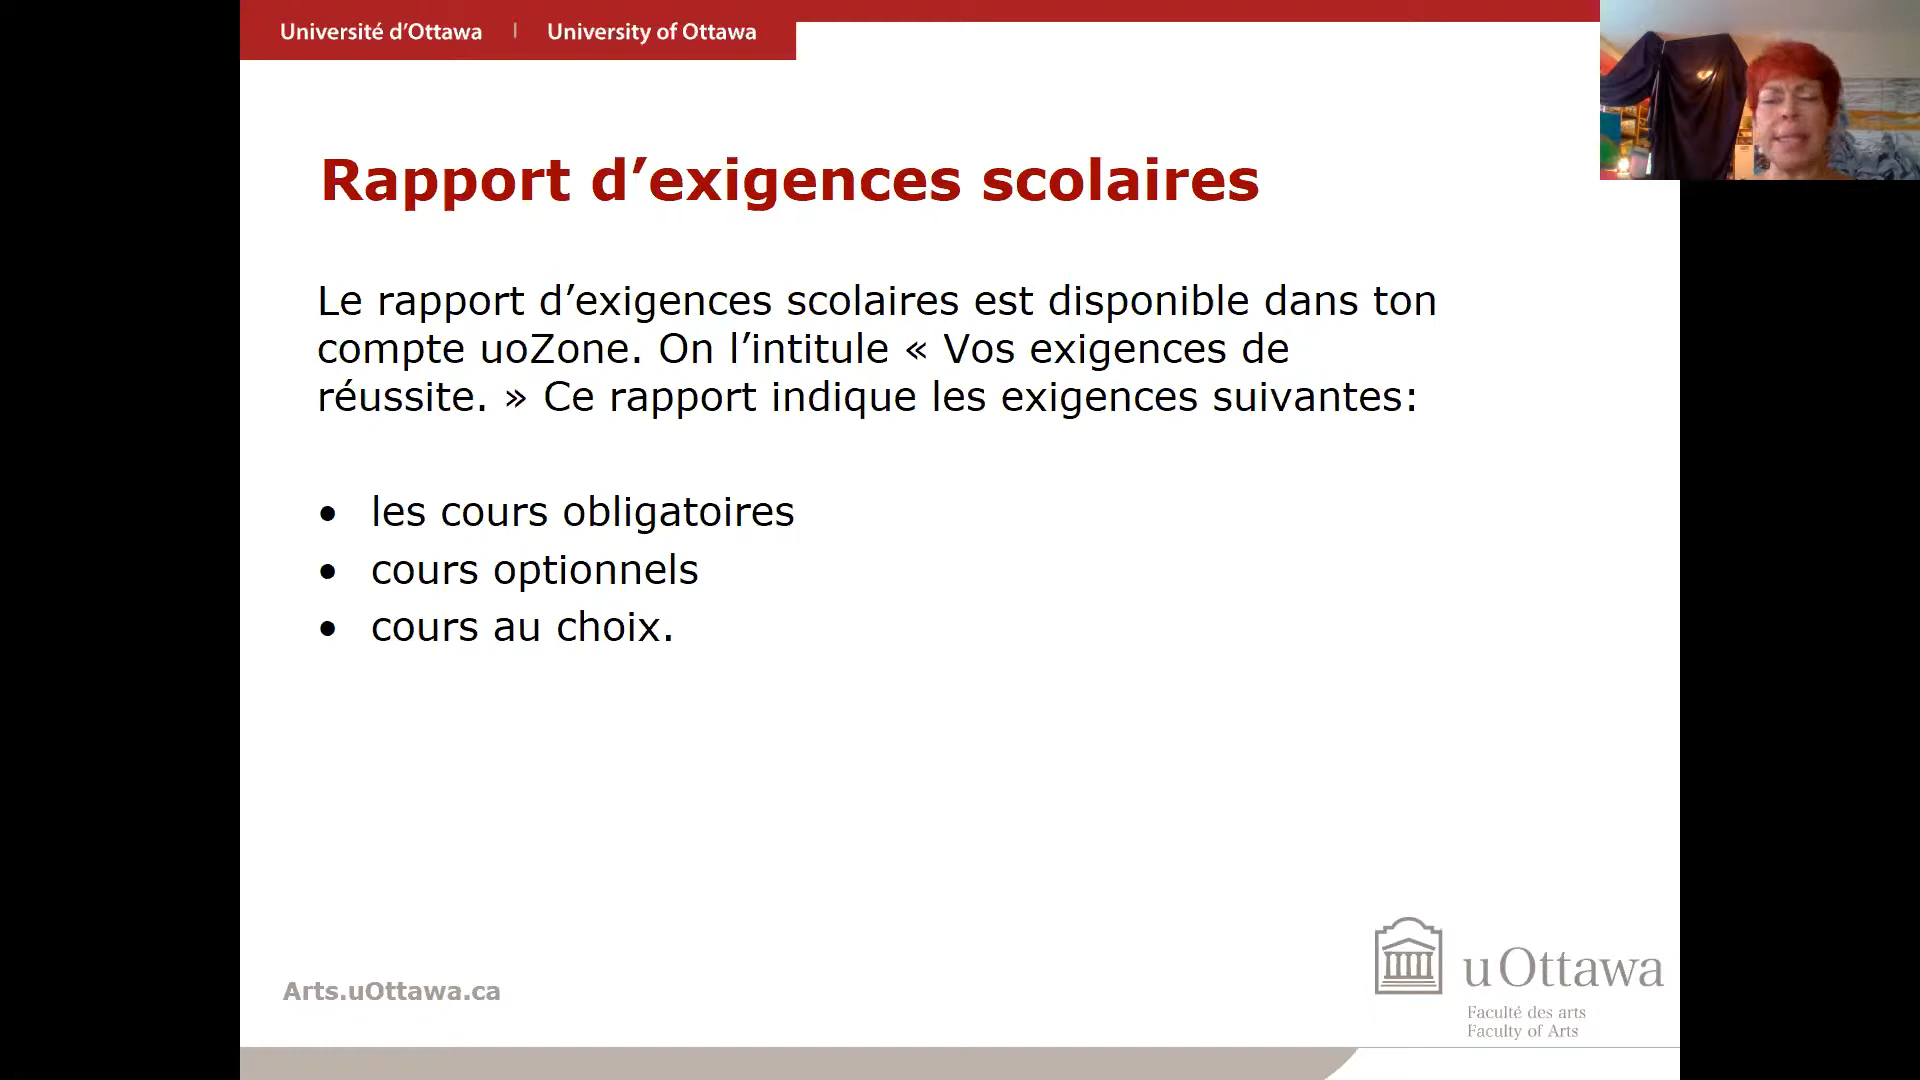 Université d’Ottawa | University of Ottawa
Rapport d’exigences scolaires
Le rapport d’exigences scolaires est disponible dans ton
compte uoZone. On l’intitule « Vos exigences de
réussite. » Ce rapport indique les exigences suivantes:
• les cours obligatoires
• cours optionnels
• cours au choix.
Arts.uOttawa.ca
uOttawa
Faculté des arts
Faculty of Arts